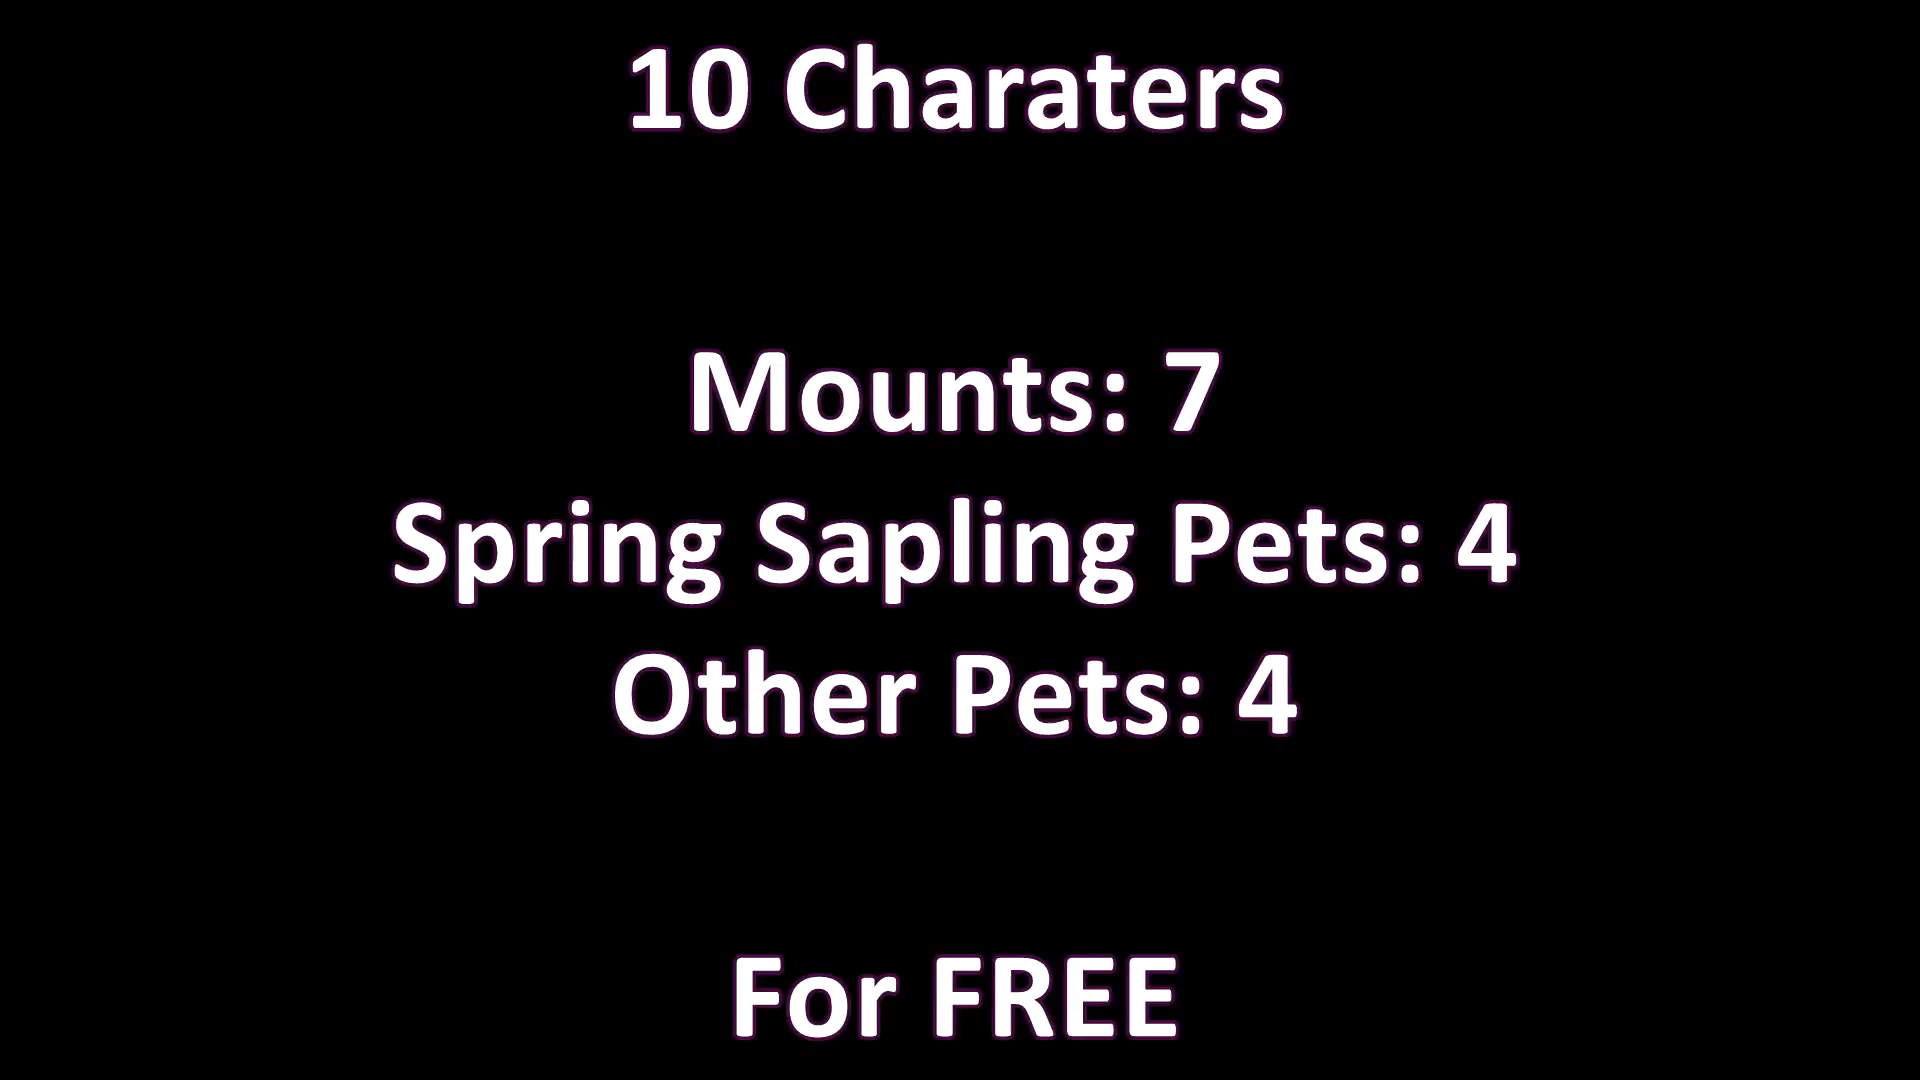 10 Charaters
Mounts: 7
Spring Sapling Pets: 4
Other Pets: 4
For FREE